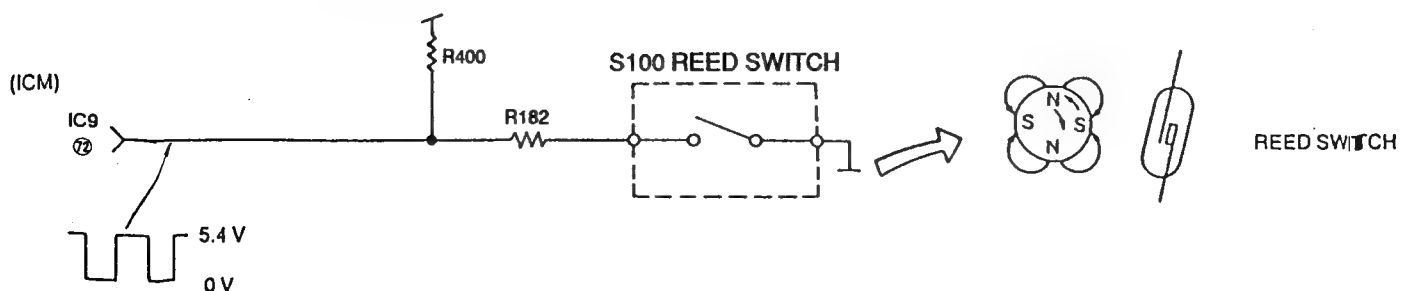 R400
S100 REED SWITCH
(ICM)
IC9
72
R182
N
S
S
N
REED SWITCH
5.4 V
0 V